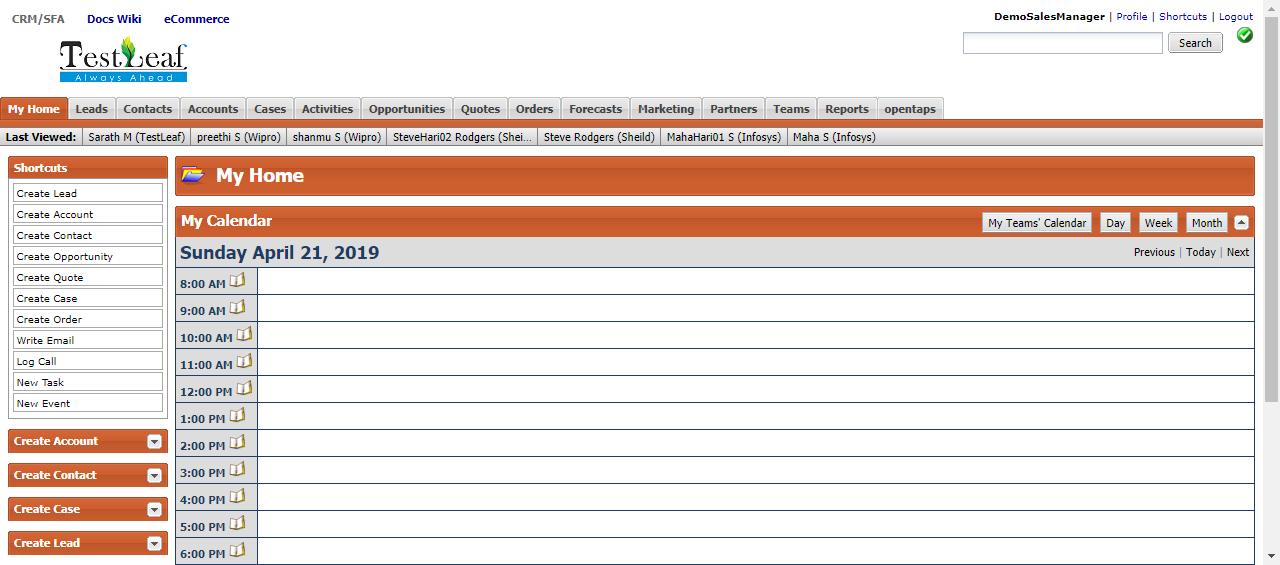 CRM/SFA Docs Wiki eCommerce
DemoSalesManager | Profile | Shortcuts | Logout
TestLeaf
Always Ahead
Search
My Home Leads Contacts Accounts Cases Activities Opportunities Quotes Orders Forecasts Marketing Partners Teams Reports opentaps
Last Viewed: Sarath M (TestLeaf) preethi S (Wipro) shanmu S (Wipro) SteveHari02 Rodgers (Shei... Steve Rodgers (Sheild) MahaHari01 S (Infosys) Maha S (Infosys)
Shortcuts
Create Lead
Create Account
Create Contact
Create Opportunity
Create Quote
Create Case
Create Order
Write Email
Log Call
New Task
New Event
Create Account
Create Contact
Create Case
Create Lead
My Home
My Calendar
My Teams' Calendar Day Week Month
Sunday April 21, 2019
Previous | Today | Next
8:00 AM
9:00 AM
10:00 AM
11:00 AM
12:00 PM
1:00 PM
2:00 PM
3:00 PM
4:00 PM
5:00 PM
6:00 PM